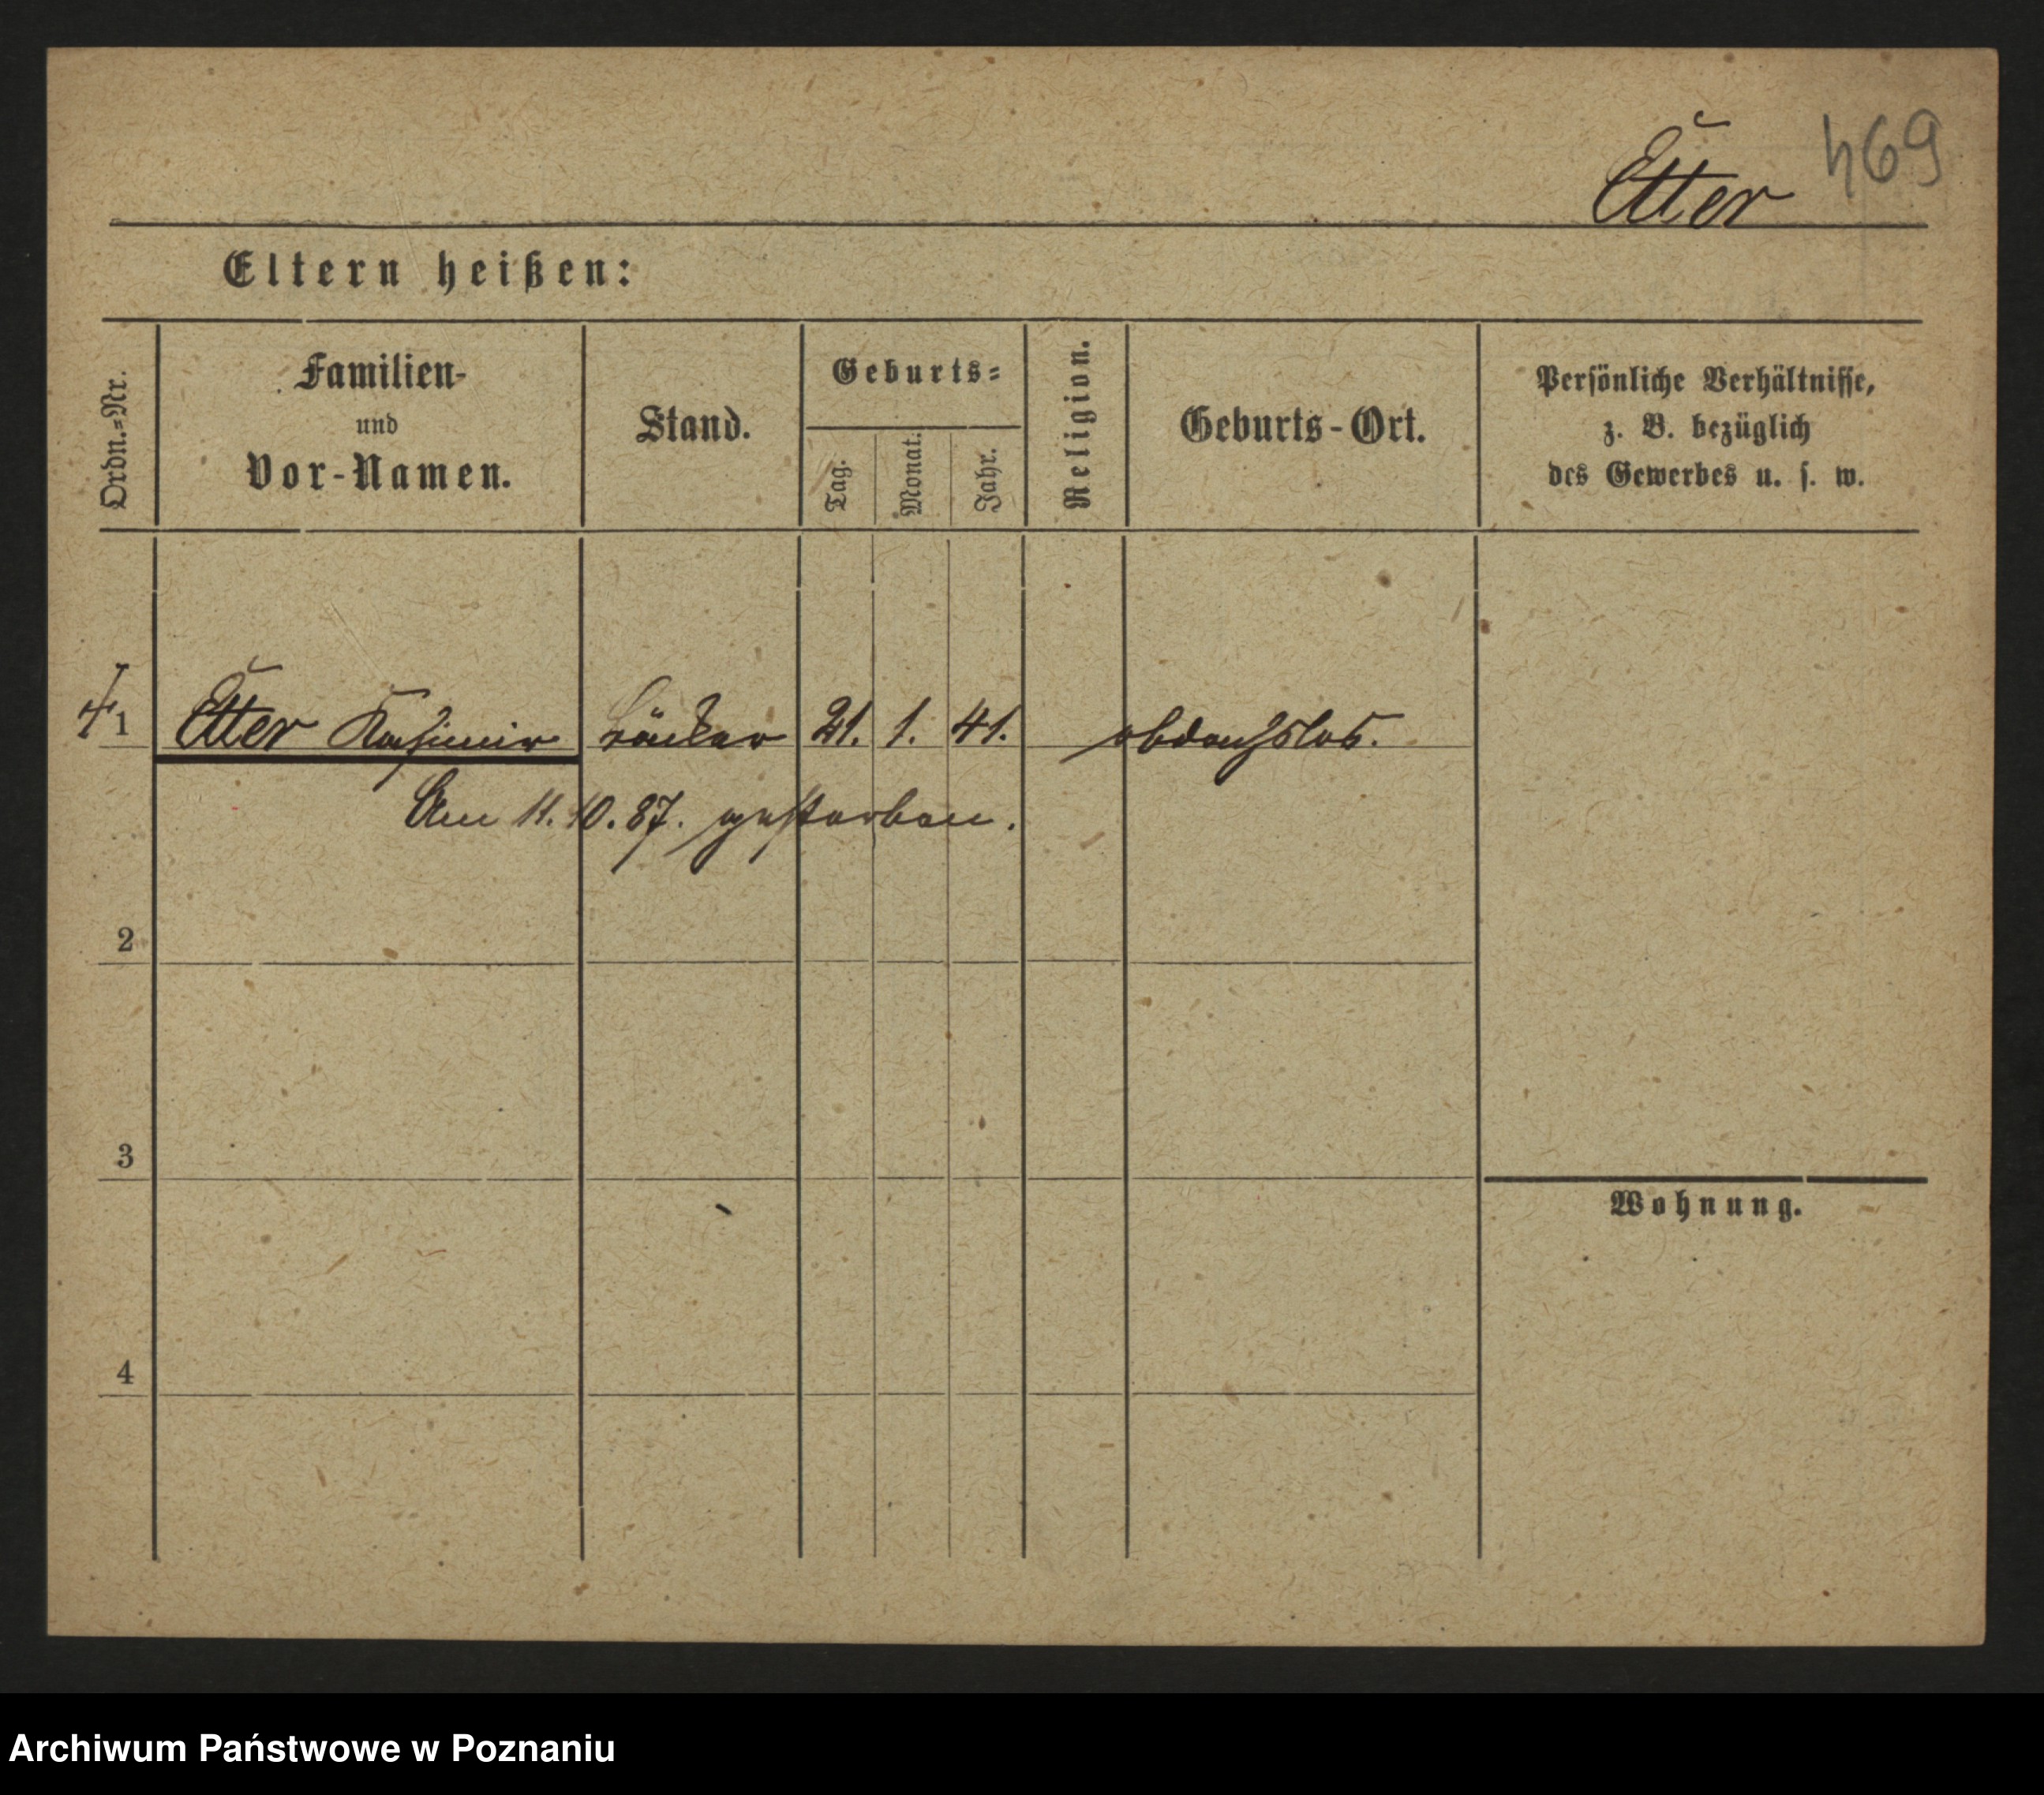 Etter 469
Eltern heißen:
Ordn.=Nr.
Familien-
und
Vor-Namen.
Stand.
Geburts=
Tag.
Monat.
Jahr.
Religion.
Geburts-Ort.
Persönliche Verhältnisse,
z. B. bezüglich
des Gewerbes u. s. w.
1 Etter Kasimir Bäcker 21. 1. 41. obdachslos.
Am 11.10.87. gestorben.
2
3
Wohnung.
4
Archiwum Państwowe w Poznaniu